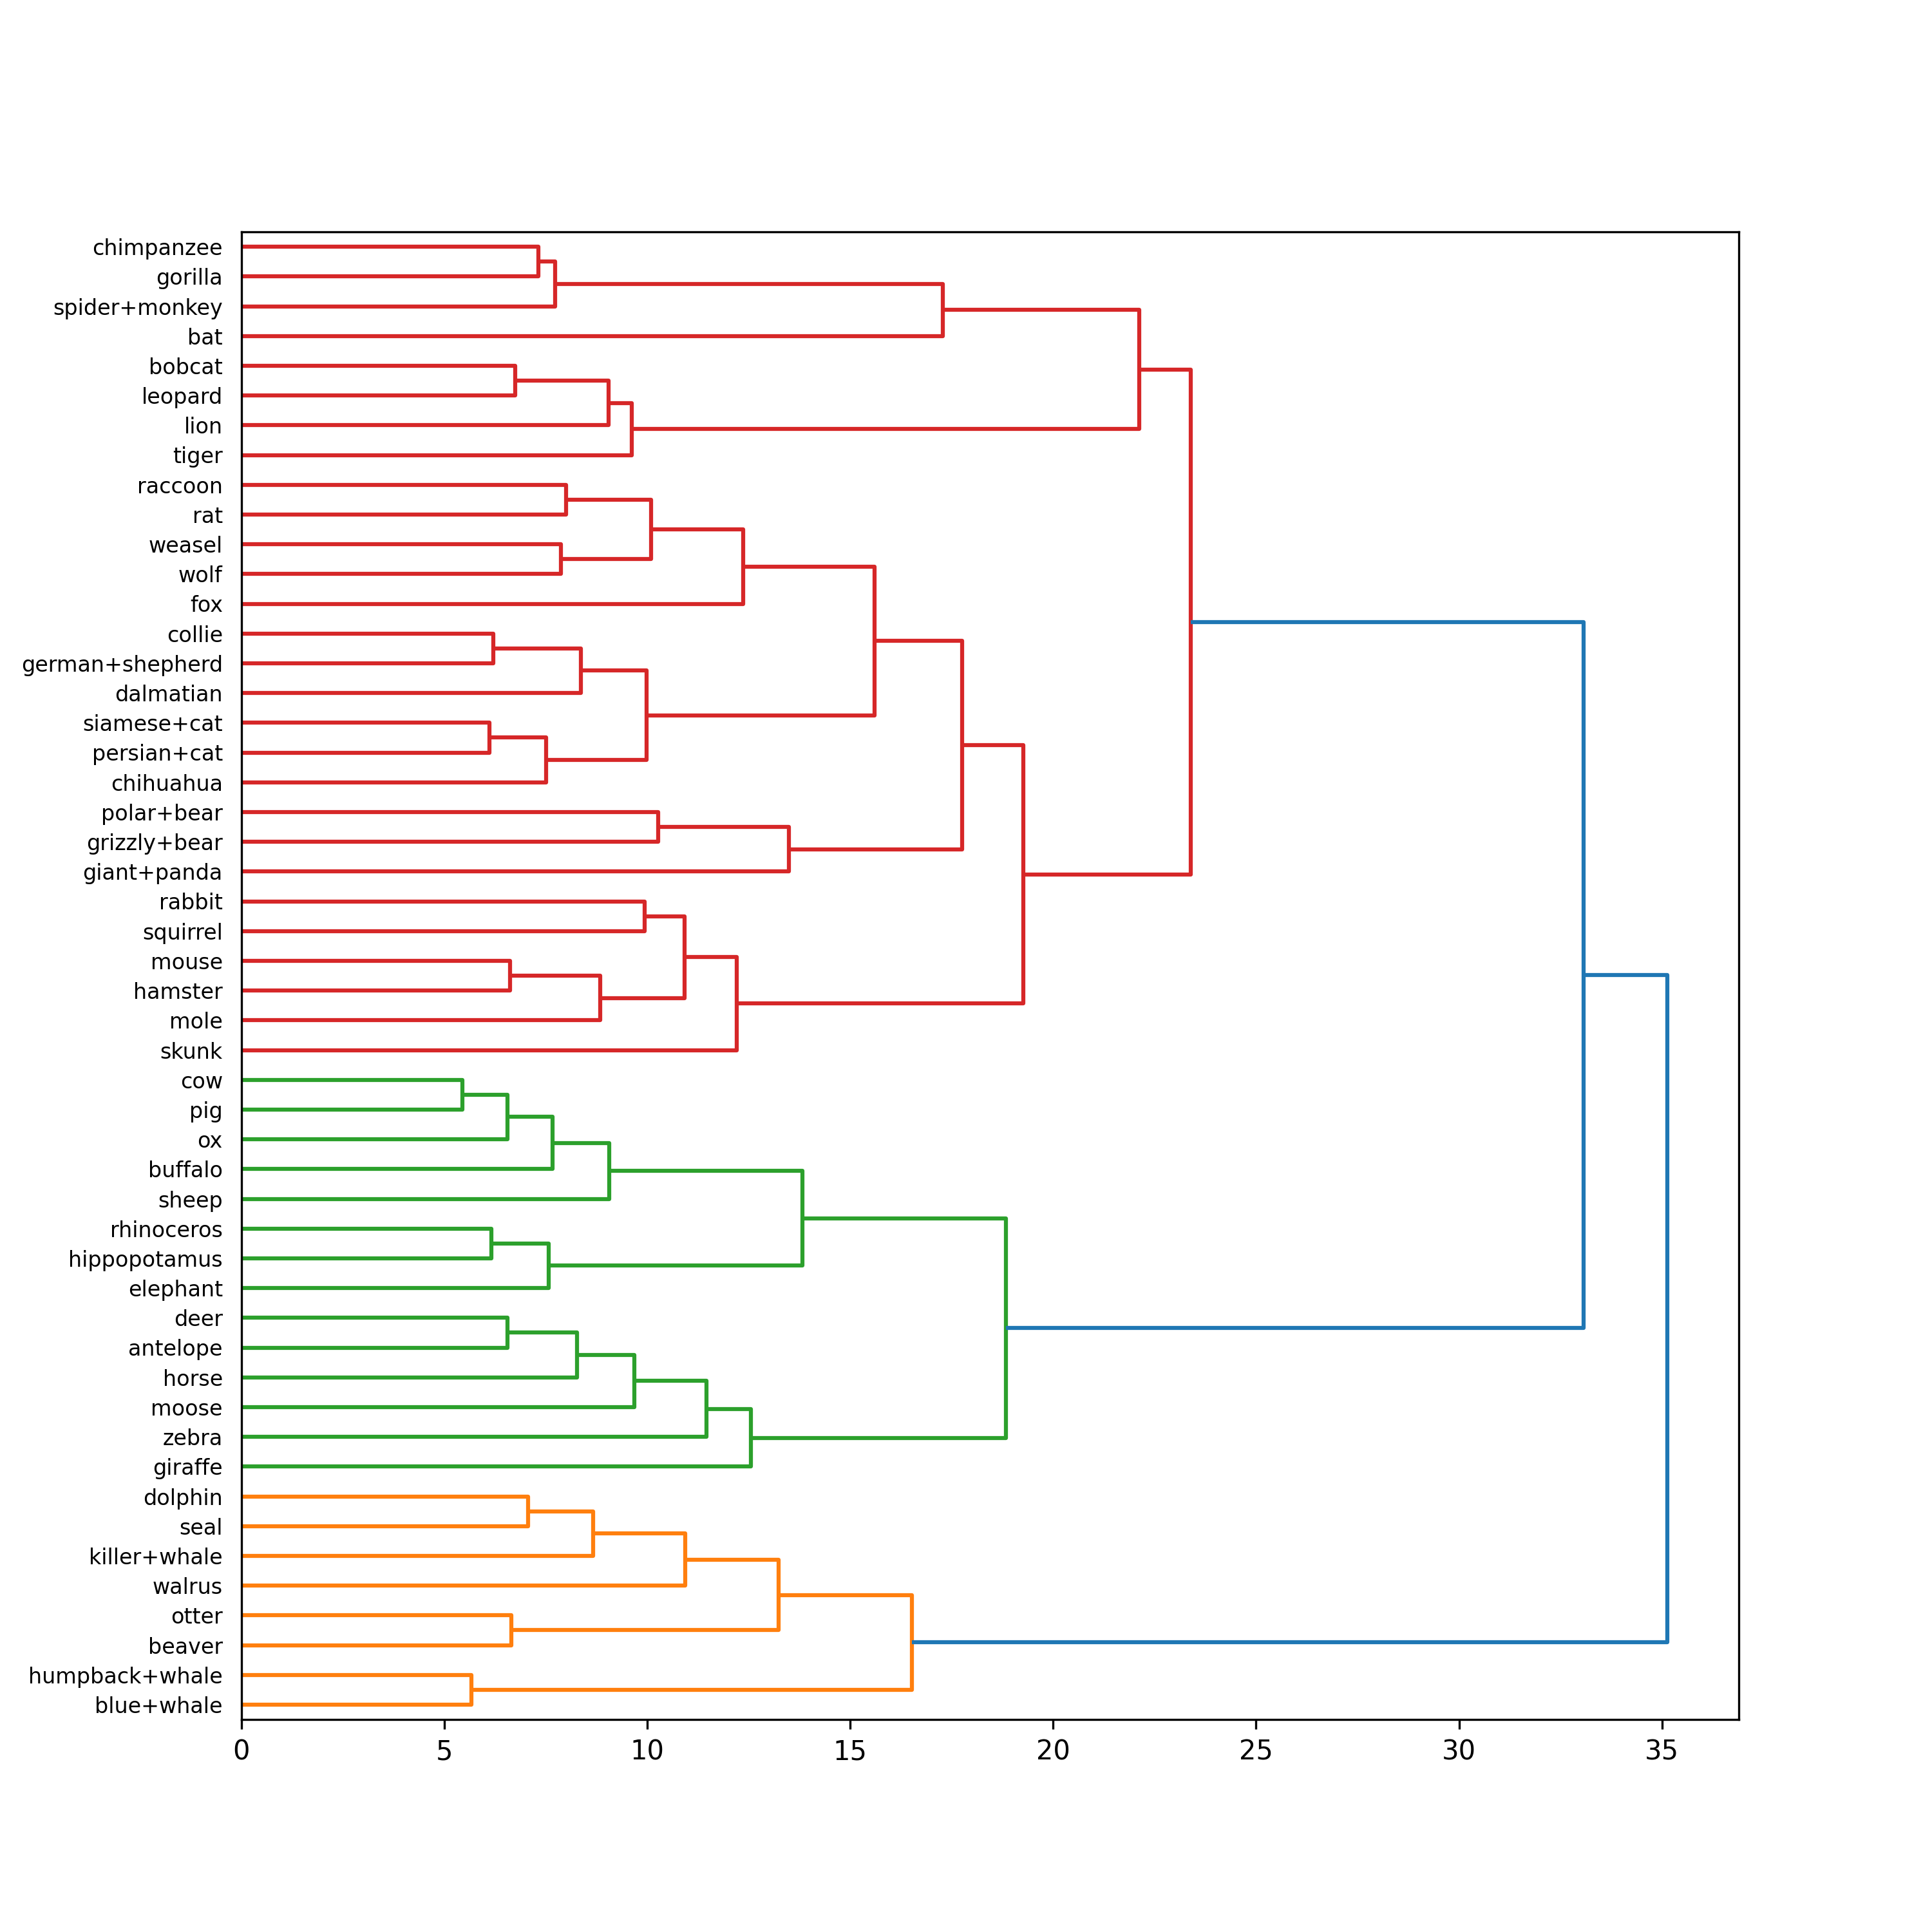 chimpanzee
gorilla
spider+monkey
bat
bobcat
leopard
lion
tiger
raccoon
rat
weasel
wolf
fox
collie
german+shepherd
dalmatian
siamese+cat
persian+cat
chihuahua
polar+bear
grizzly+bear
giant+panda
rabbit
squirrel
mouse
hamster
mole
skunk
cow
pig
ox
buffalo
sheep
rhinoceros
hippopotamus
elephant
deer
antelope
horse
moose
zebra
giraffe
dolphin
seal
killer+whale
walrus
otter
beaver
humpback+whale
blue+whale
0 5 10 15 20 25 30 35